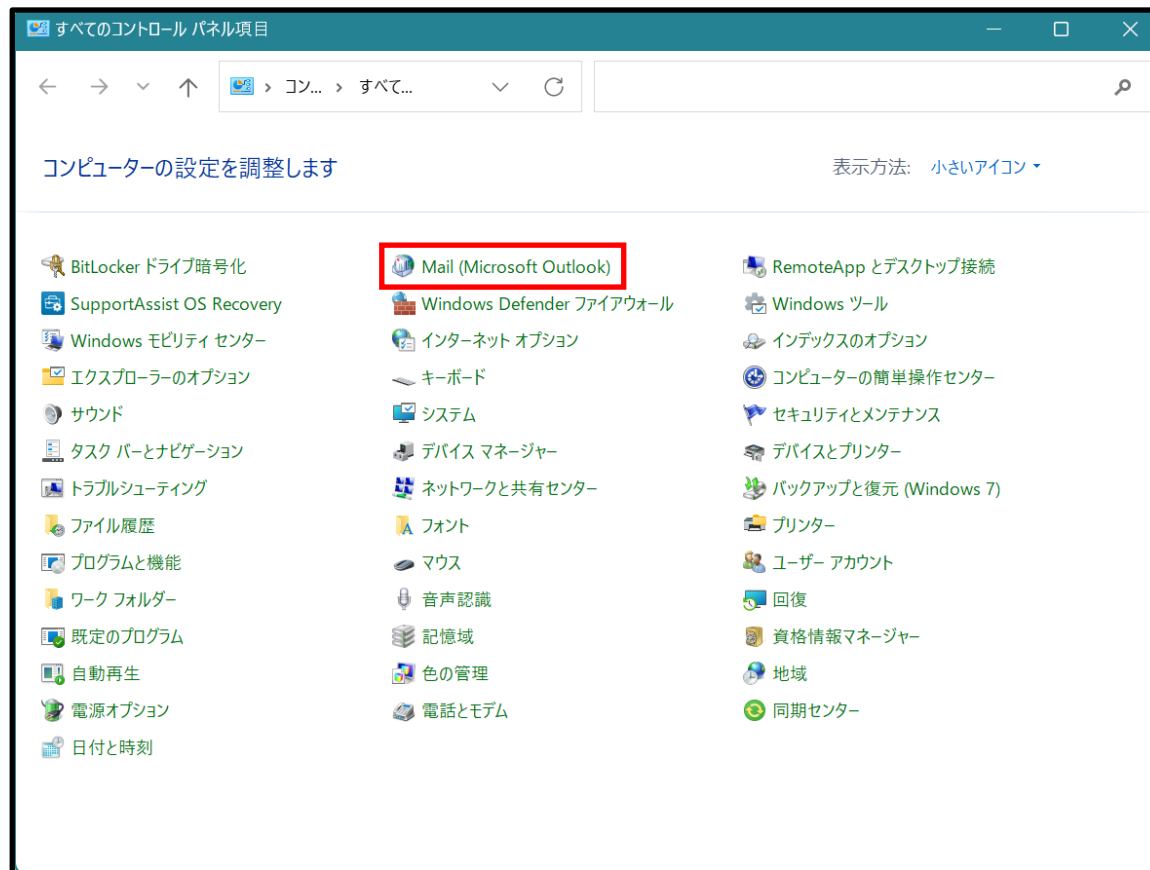 すべてのコントロール パネル項目
コン... › すべて...
コンピューターの設定を調整します
表示方法: 小さいアイコン
BitLocker ドライブ暗号化
Mail (Microsoft Outlook)
RemoteApp とデスクトップ接続
SupportAssist OS Recovery
Windows Defender ファイアウォール
Windows ツール
Windows モビリティ センター
インターネット オプション
インデックスのオプション
エクスプローラーのオプション
キーボード
コンピューターの簡単操作センター
サウンド
システム
セキュリティとメンテナンス
タスク バーとナビゲーション
デバイス マネージャー
デバイスとプリンター
トラブルシューティング
ネットワークと共有センター
バックアップと復元 (Windows 7)
ファイル履歴
フォント
プリンター
プログラムと機能
マウス
ユーザー アカウント
ワーク フォルダー
音声認識
回復
既定のプログラム
記憶域
資格情報マネージャー
自動再生
色の管理
地域
電源オプション
電話とモデム
同期センター
日付と時刻